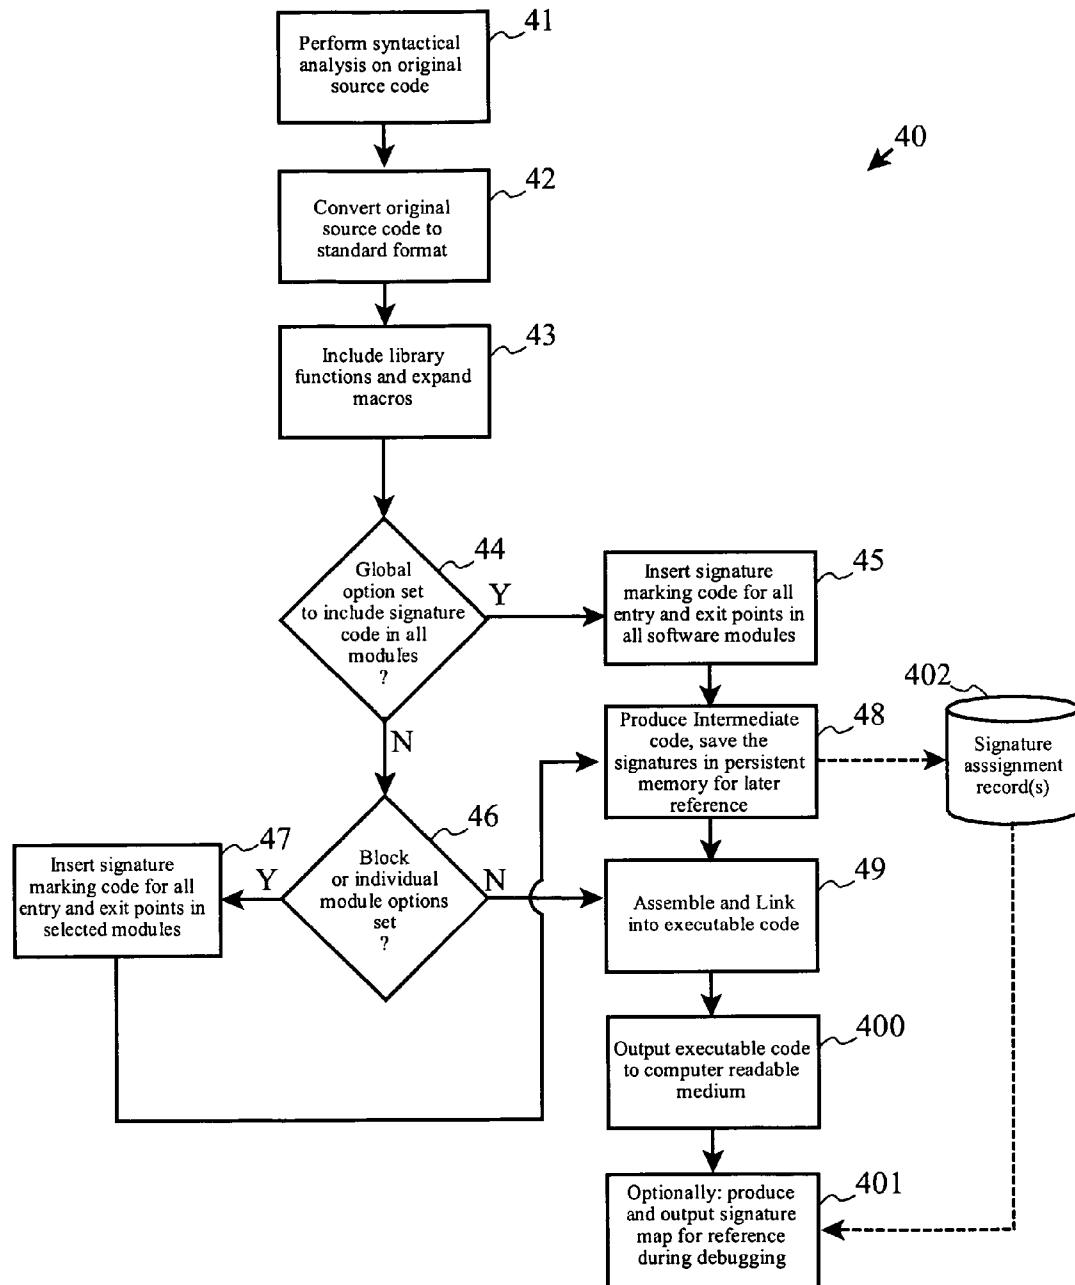 41
Perform syntactical
analysis on original
source code
40
42
Convert original
source code to
standard format
43
Include library
functions and expand
macros
44
Global
option set
to include signature
code in all
modules
?
Y
N
45
Insert signature
marking code for all
entry and exit points in
all software modules
402
Signature
asssignment
record(s)
48
Produce Intermediate
code, save the
signatures in persistent
memory for later
reference
46
Block
or individual
module options
set
?
Y
N
47
Insert signature
marking code for all
entry and exit points in
selected modules
49
Assemble and Link
into executable code
400
Output executable code
to computer readable
medium
401
Optionally: produce
and output signature
map for reference
during debugging